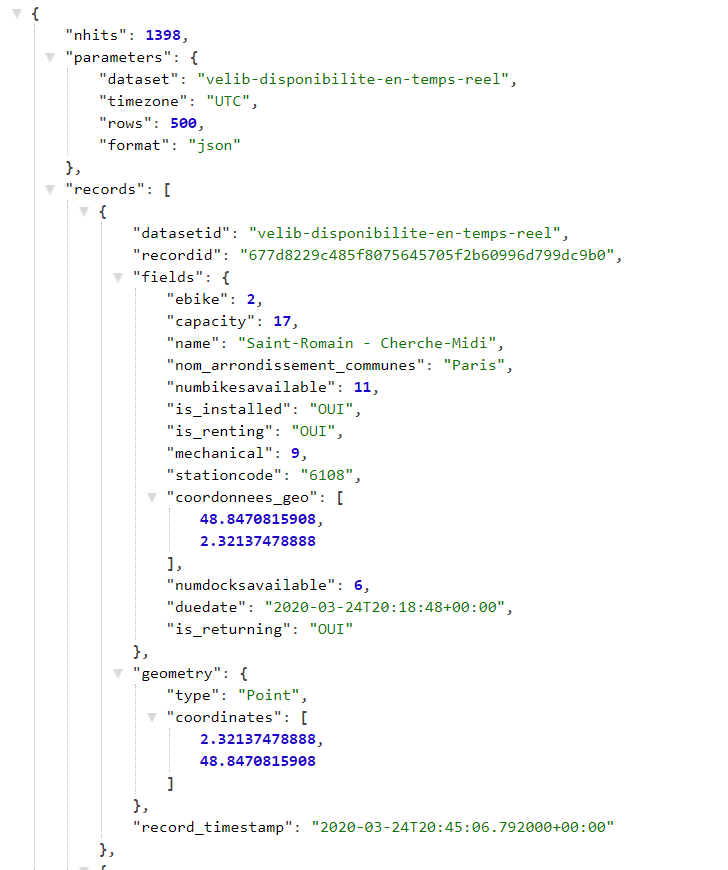 {
"nhits": 1398,
"parameters": {
"dataset": "velib-disponibilite-en-temps-reel",
"timezone": "UTC",
"rows": 500,
"format": "json"
},
"records": [
{
"datasetid": "velib-disponibilite-en-temps-reel",
"recordid": "677d8229c485f8075645705f2b60996d799dc9b0",
"fields": {
"ebike": 2,
"capacity": 17,
"name": "Saint-Romain - Cherche-Midi",
"nom_arrondissement_communes": "Paris",
"numbikesavailable": 11,
"is_installed": "OUI",
"is_renting": "OUI",
"mechanical": 9,
"stationcode": "6108",
"coordonnees_geo": [
48.8470815908,
2.32137478888
],
"numdocksavailable": 6,
"duedate": "2020-03-24T20:18:48+00:00",
"is_returning": "OUI"
},
"geometry": {
"type": "Point",
"coordinates": [
2.32137478888,
48.8470815908
]
},
"record_timestamp": "2020-03-24T20:45:06.792000+00:00"
},
{